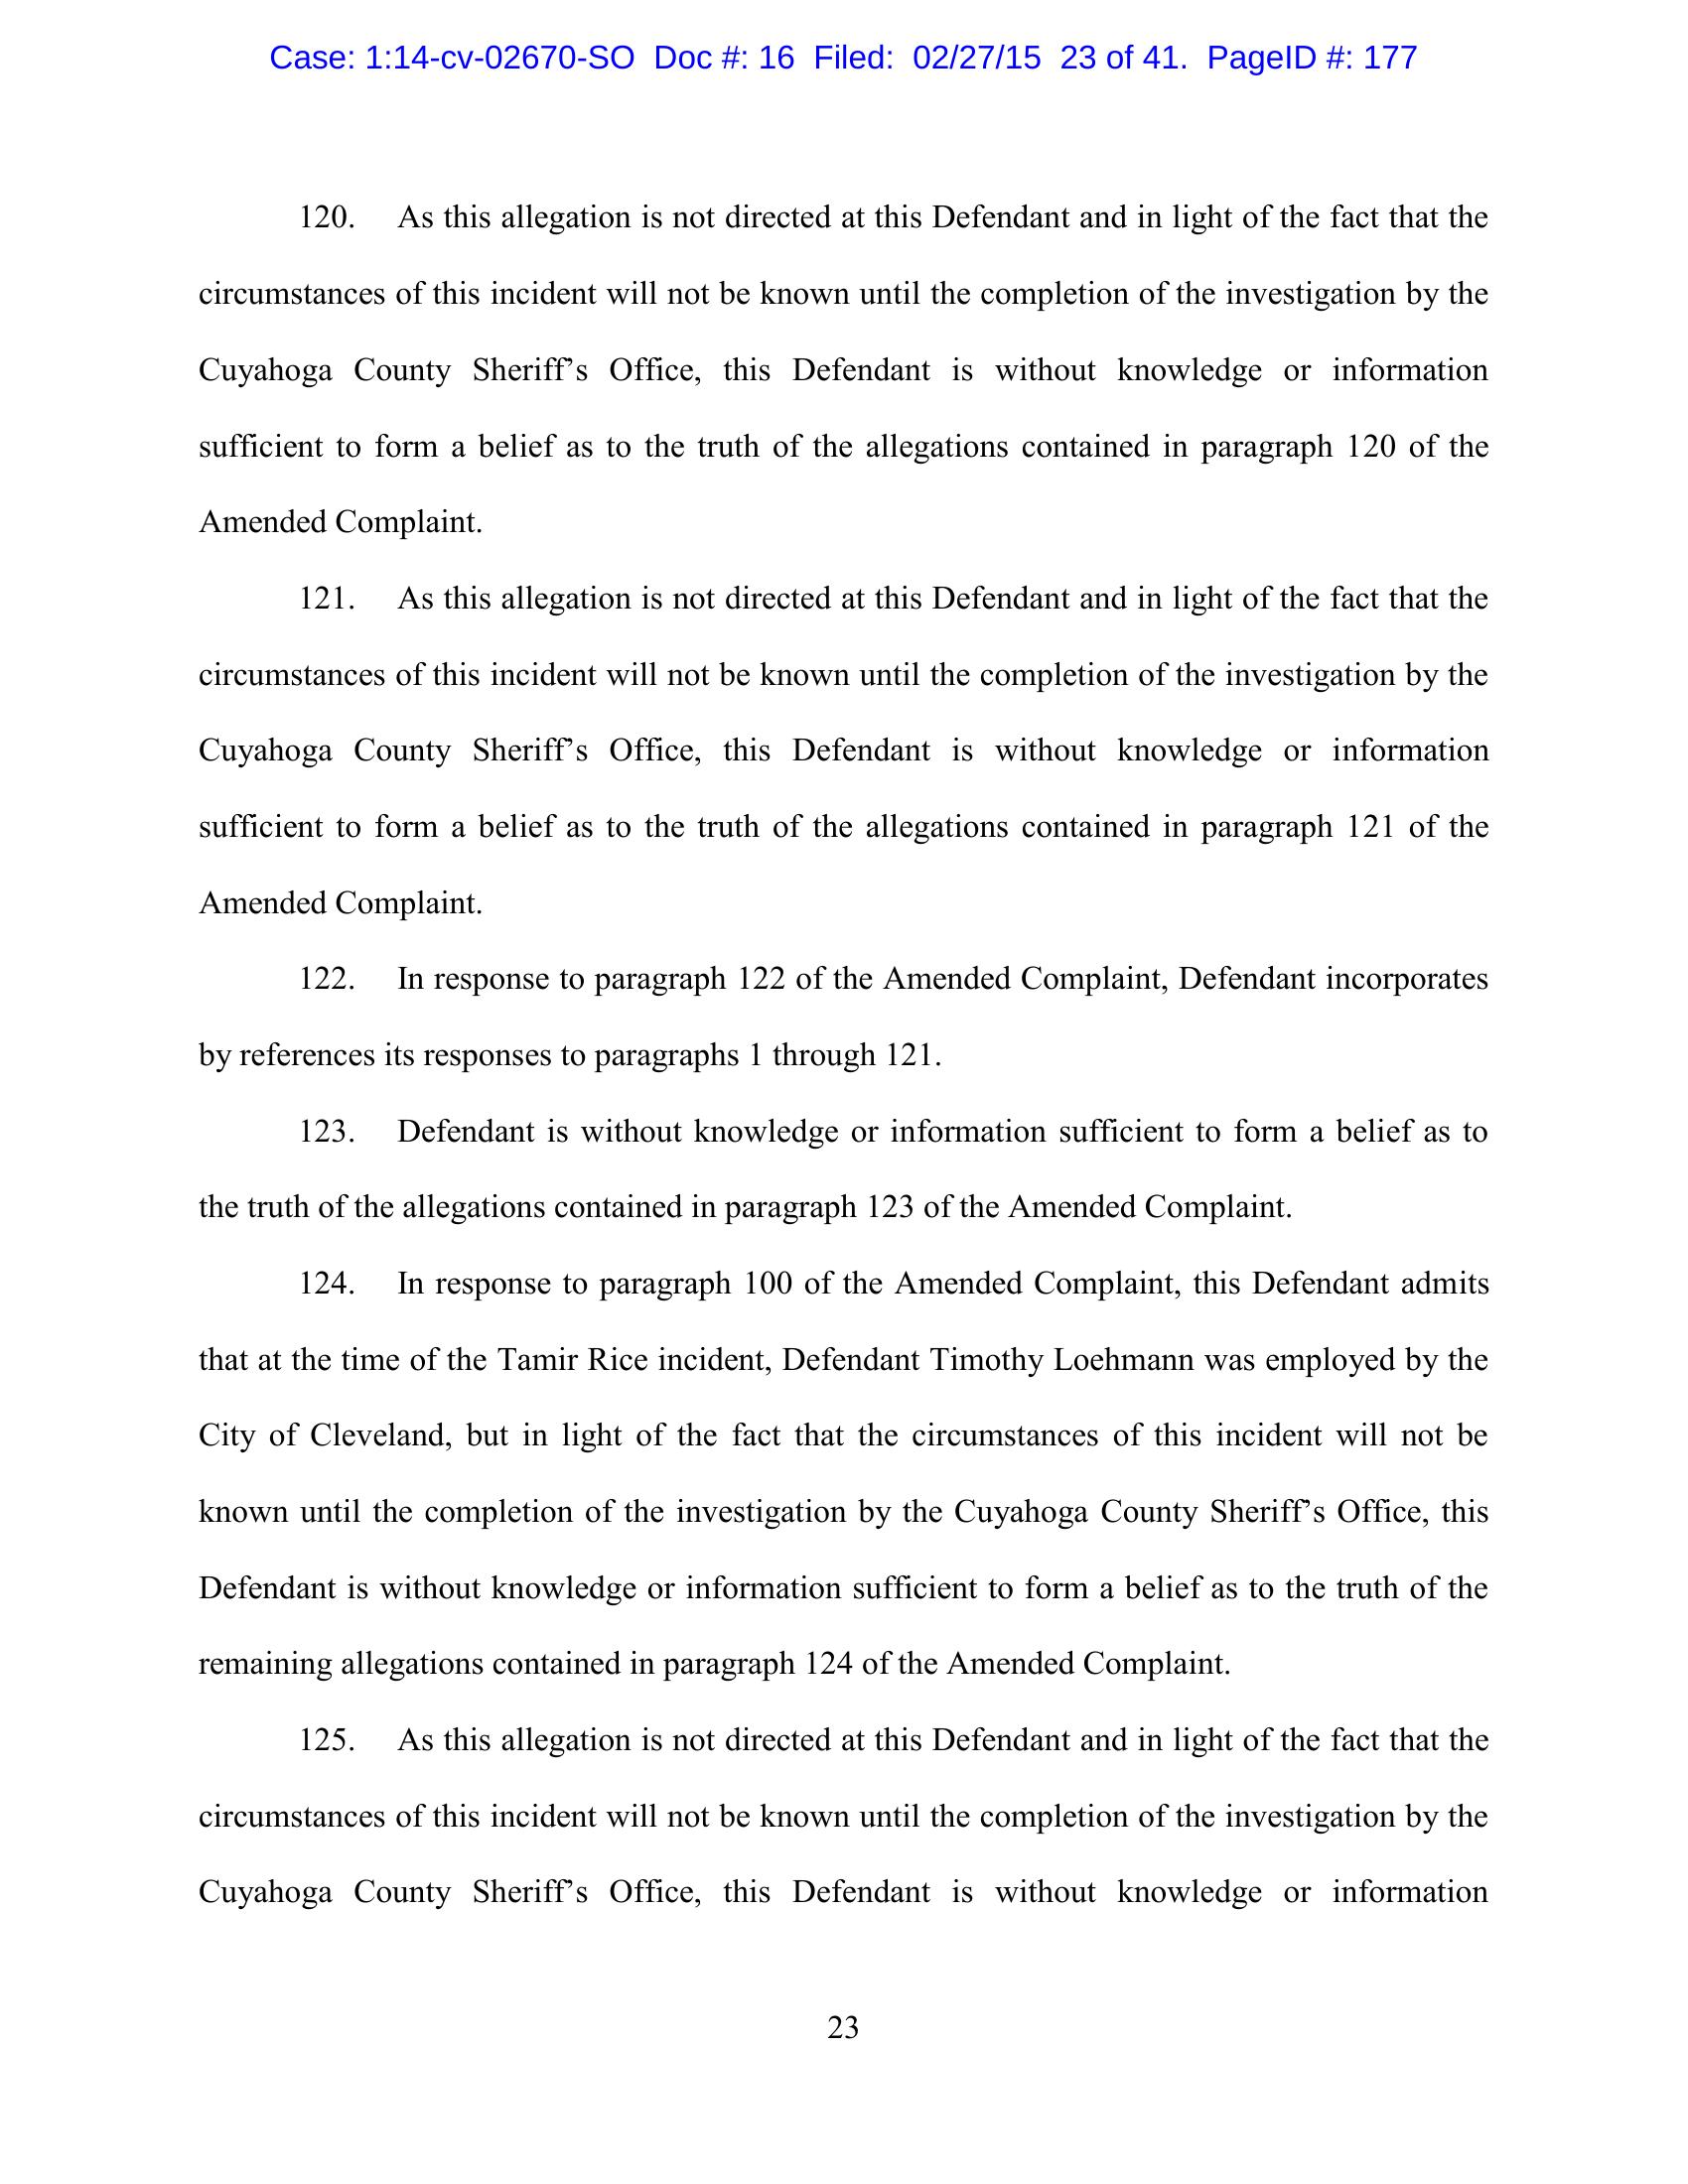 Case: 1:14-cv-02670-SO Doc #: 16 Filed: 02/27/15 23 of 41. PageID #: 177
120. As this allegation is not directed at this Defendant and in light of the fact that the
circumstances of this incident will not be known until the completion of the investigation by the
Cuyahoga County Sheriff’s Office, this Defendant is without knowledge or information
sufficient to form a belief as to the truth of the allegations contained in paragraph 120 of the
Amended Complaint.
121. As this allegation is not directed at this Defendant and in light of the fact that the
circumstances of this incident will not be known until the completion of the investigation by the
Cuyahoga County Sheriff’s Office, this Defendant is without knowledge or information
sufficient to form a belief as to the truth of the allegations contained in paragraph 121 of the
Amended Complaint.
122. In response to paragraph 122 of the Amended Complaint, Defendant incorporates
by references its responses to paragraphs 1 through 121.
123. Defendant is without knowledge or information sufficient to form a belief as to
the truth of the allegations contained in paragraph 123 of the Amended Complaint.
124. In response to paragraph 100 of the Amended Complaint, this Defendant admits
that at the time of the Tamir Rice incident, Defendant Timothy Loehmann was employed by the
City of Cleveland, but in light of the fact that the circumstances of this incident will not be
known until the completion of the investigation by the Cuyahoga County Sheriff’s Office, this
Defendant is without knowledge or information sufficient to form a belief as to the truth of the
remaining allegations contained in paragraph 124 of the Amended Complaint.
125. As this allegation is not directed at this Defendant and in light of the fact that the
circumstances of this incident will not be known until the completion of the investigation by the
Cuyahoga County Sheriff’s Office, this Defendant is without knowledge or information
23